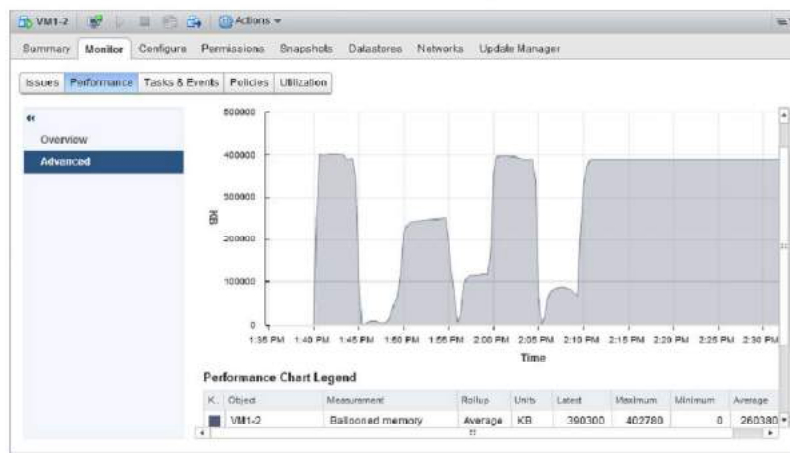 VM1-2 Actions
Summary Monitor Configure Permissions Snapshots Datastores Networks Update Manager
Issues Performance Tasks & Events Policies Utilization
Overview
Advanced
500000
400000
300000
200000
100000
0
KB
1:35 PM 1:40 PM 1:45 PM 1:50 PM 1:55 PM 2:00 PM 2:05 PM 2:10 PM 2:15 PM 2:20 PM 2:25 PM 2:30 PM
Time
Performance Chart Legend
K.. Object Measurement Rollup Units Latest Maximum Minimum Average
VM1-2 Ballooned memory Average KB 390300 402780 0 260380